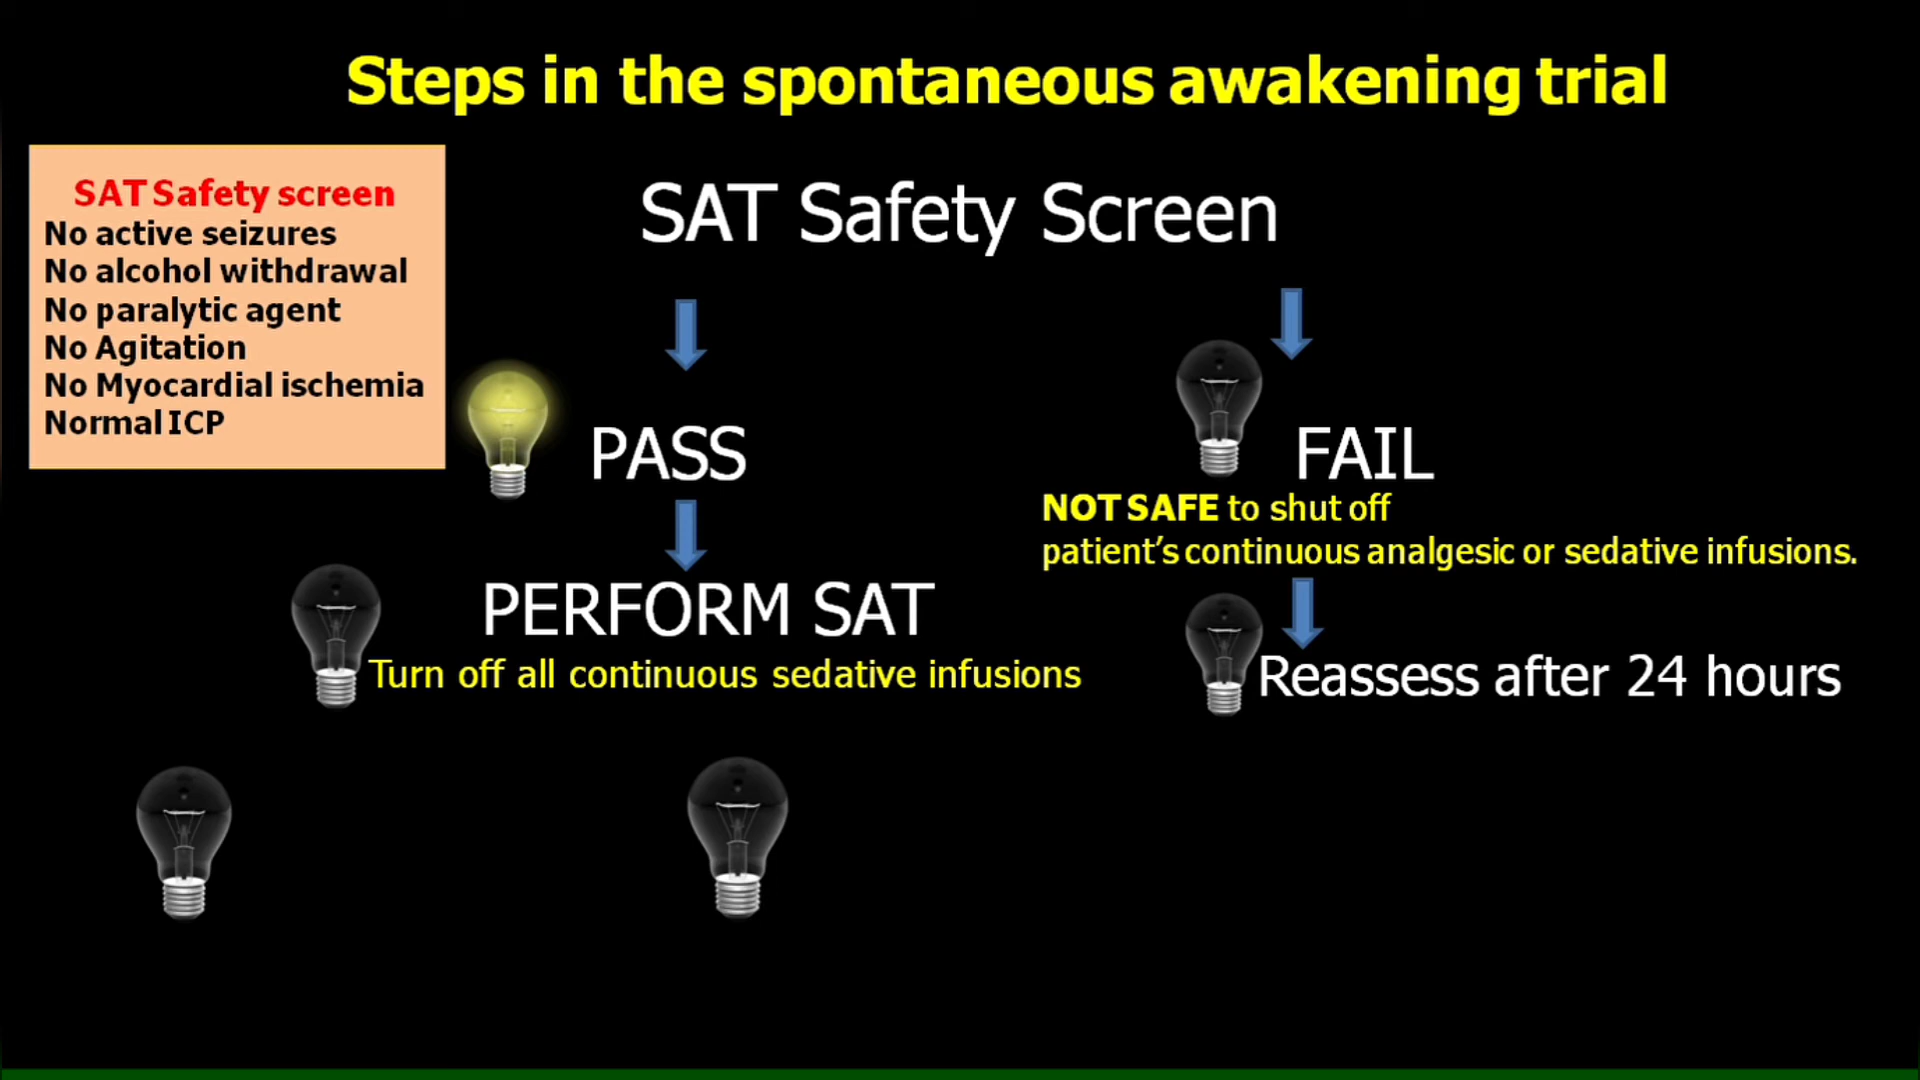 Steps in the spontaneous awakening trial
SAT Safety screen
No active seizures
No alcohol withdrawal
No paralytic agent
No Agitation
No Myocardial ischemia
Normal ICP
SAT Safety Screen
PASS
FAIL
NOT SAFE to shut off
patient's continuous analgesic or sedative infusions.
PERFORM SAT
Turn off all continuous sedative infusions
Reassess after 24 hours